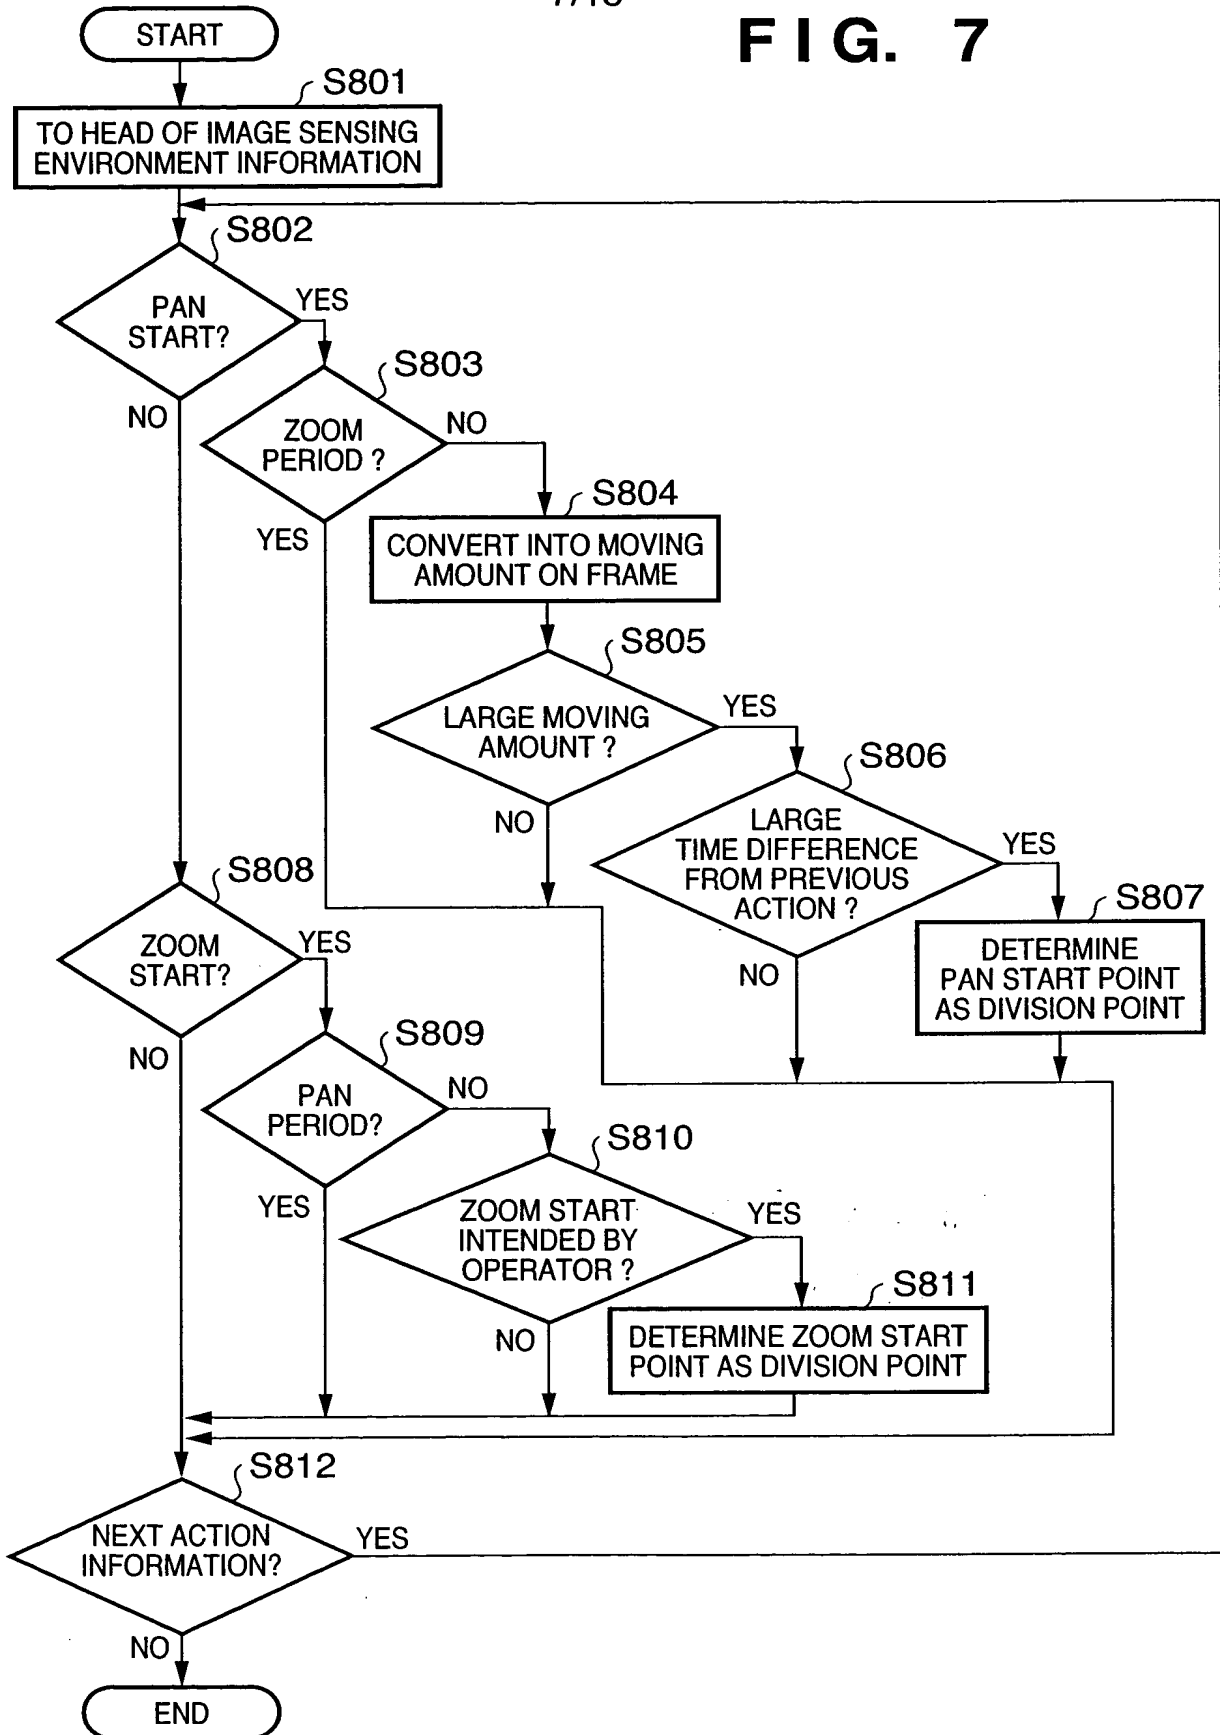 FIG. 7
START
S801
TO HEAD OF IMAGE SENSING
ENVIRONMENT INFORMATION
S802
PAN
START?
YES
NO
S803
ZOOM
PERIOD ?
NO
YES
S804
CONVERT INTO MOVING
AMOUNT ON FRAME
S805
LARGE MOVING
AMOUNT ?
YES
NO
S806
LARGE
TIME DIFFERENCE
FROM PREVIOUS
ACTION ?
YES
NO
S807
DETERMINE
PAN START POINT
AS DIVISION POINT
S808
ZOOM
START?
YES
NO
S809
PAN
PERIOD?
NO
YES
S810
ZOOM START
INTENDED BY
OPERATOR ?
YES
NO
S811
DETERMINE ZOOM START
POINT AS DIVISION POINT
S812
NEXT ACTION
INFORMATION?
YES
NO
END